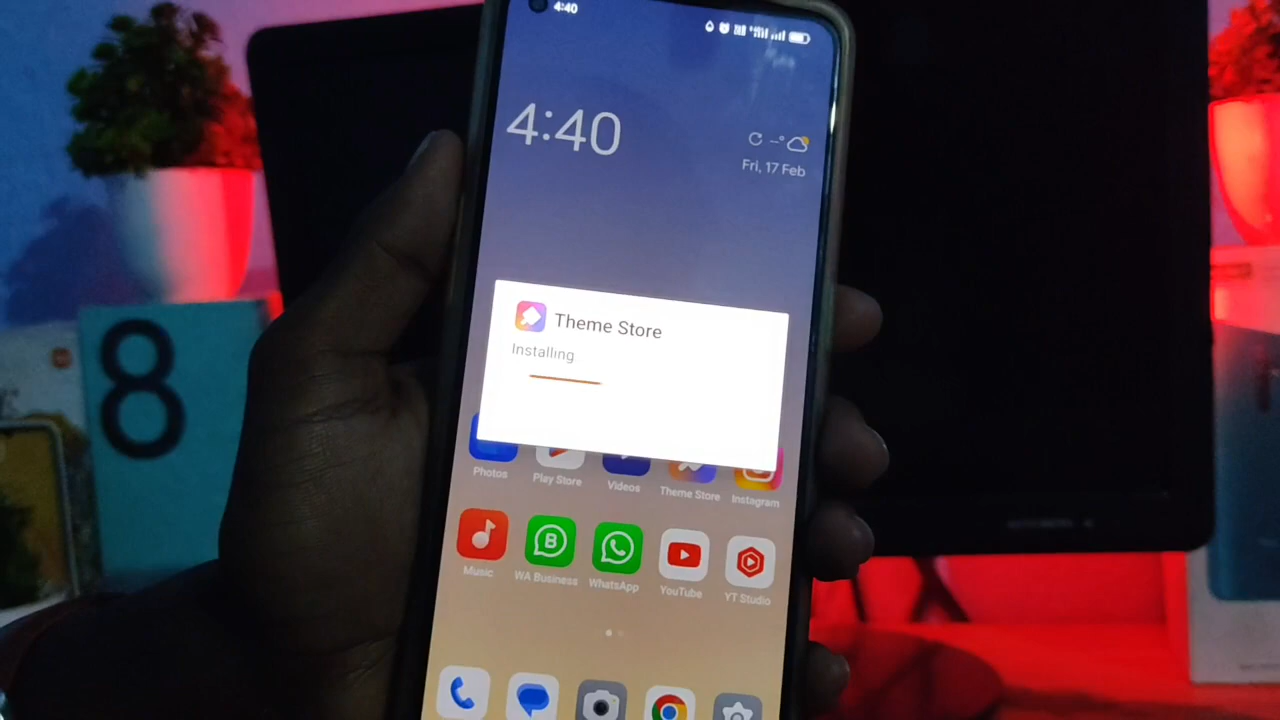 4:40
4:40
Fri, 17 Feb
Theme Store
Installing
Photos
Play Store
Videos
Theme Store
Instagram
Music
WA Business
WhatsApp
YouTube
YT Studio
8